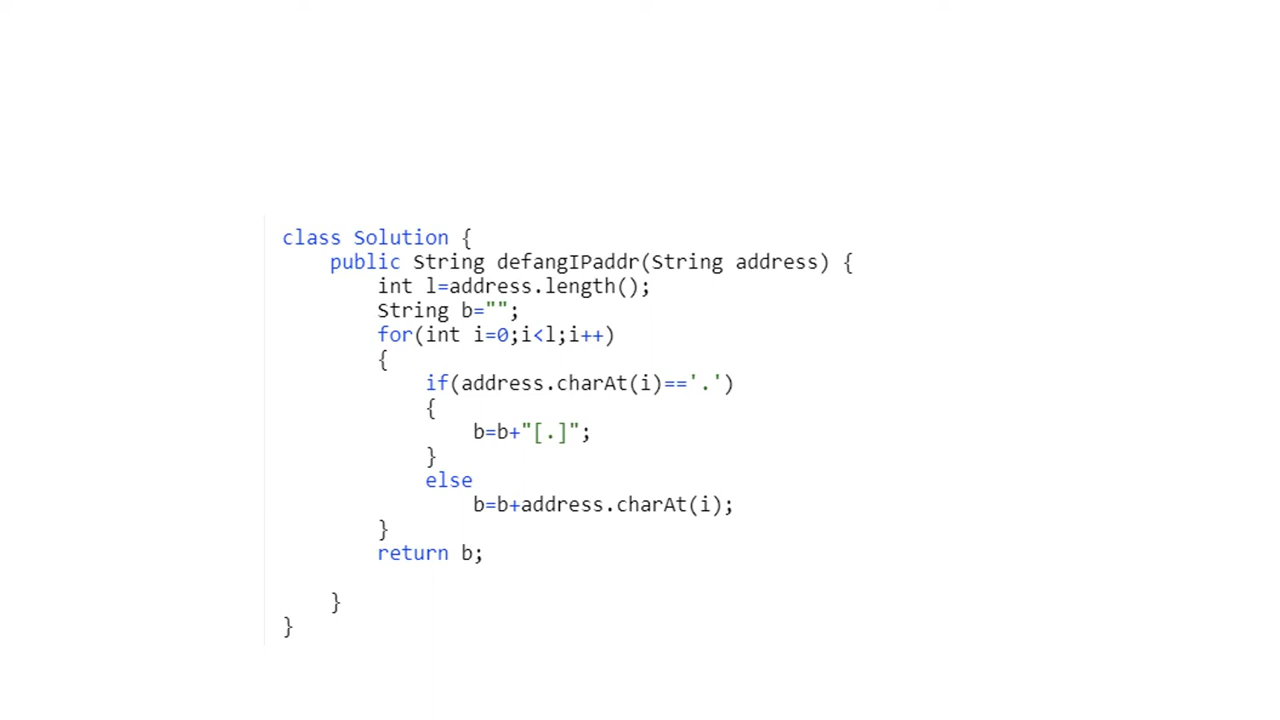 class Solution {
    public String defangIPaddr(String address) {
        int l=address.length();
        String b="";
        for(int i=0;i<l;i++)
        {
            if(address.charAt(i)=='.')
            {
                b=b+"[.]";
            }
            else
                b=b+address.charAt(i);
        }
        return b;
    }
}